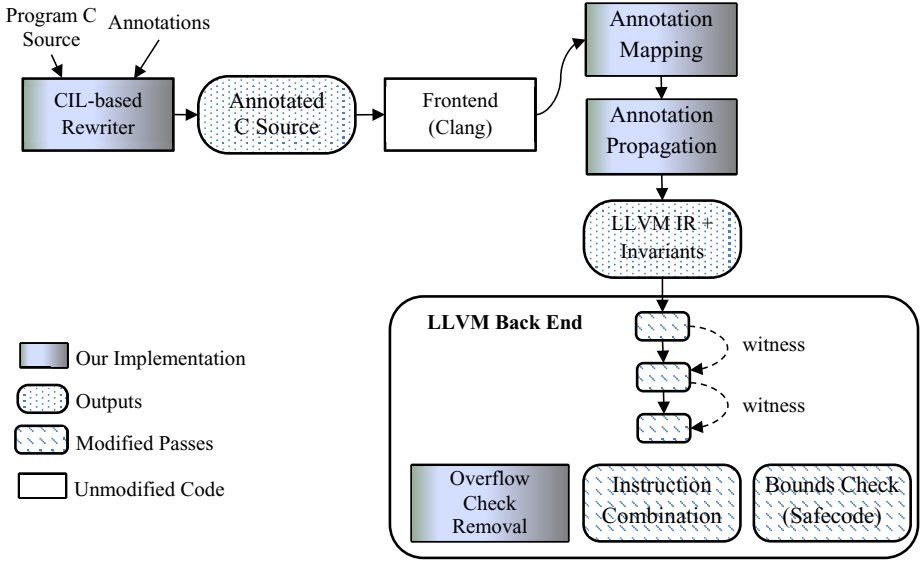 Program C
Source
Annotations
CIL-based
Rewriter
Annotated
C Source
Frontend
(Clang)
Annotation
Mapping
Annotation
Propagation
LLVM IR +
Invariants
LLVM Back End
witness
witness
Our Implementation
Outputs
Modified Passes
Unmodified Code
Overflow
Check
Removal
Instruction
Combination
Bounds Check
(Safecode)